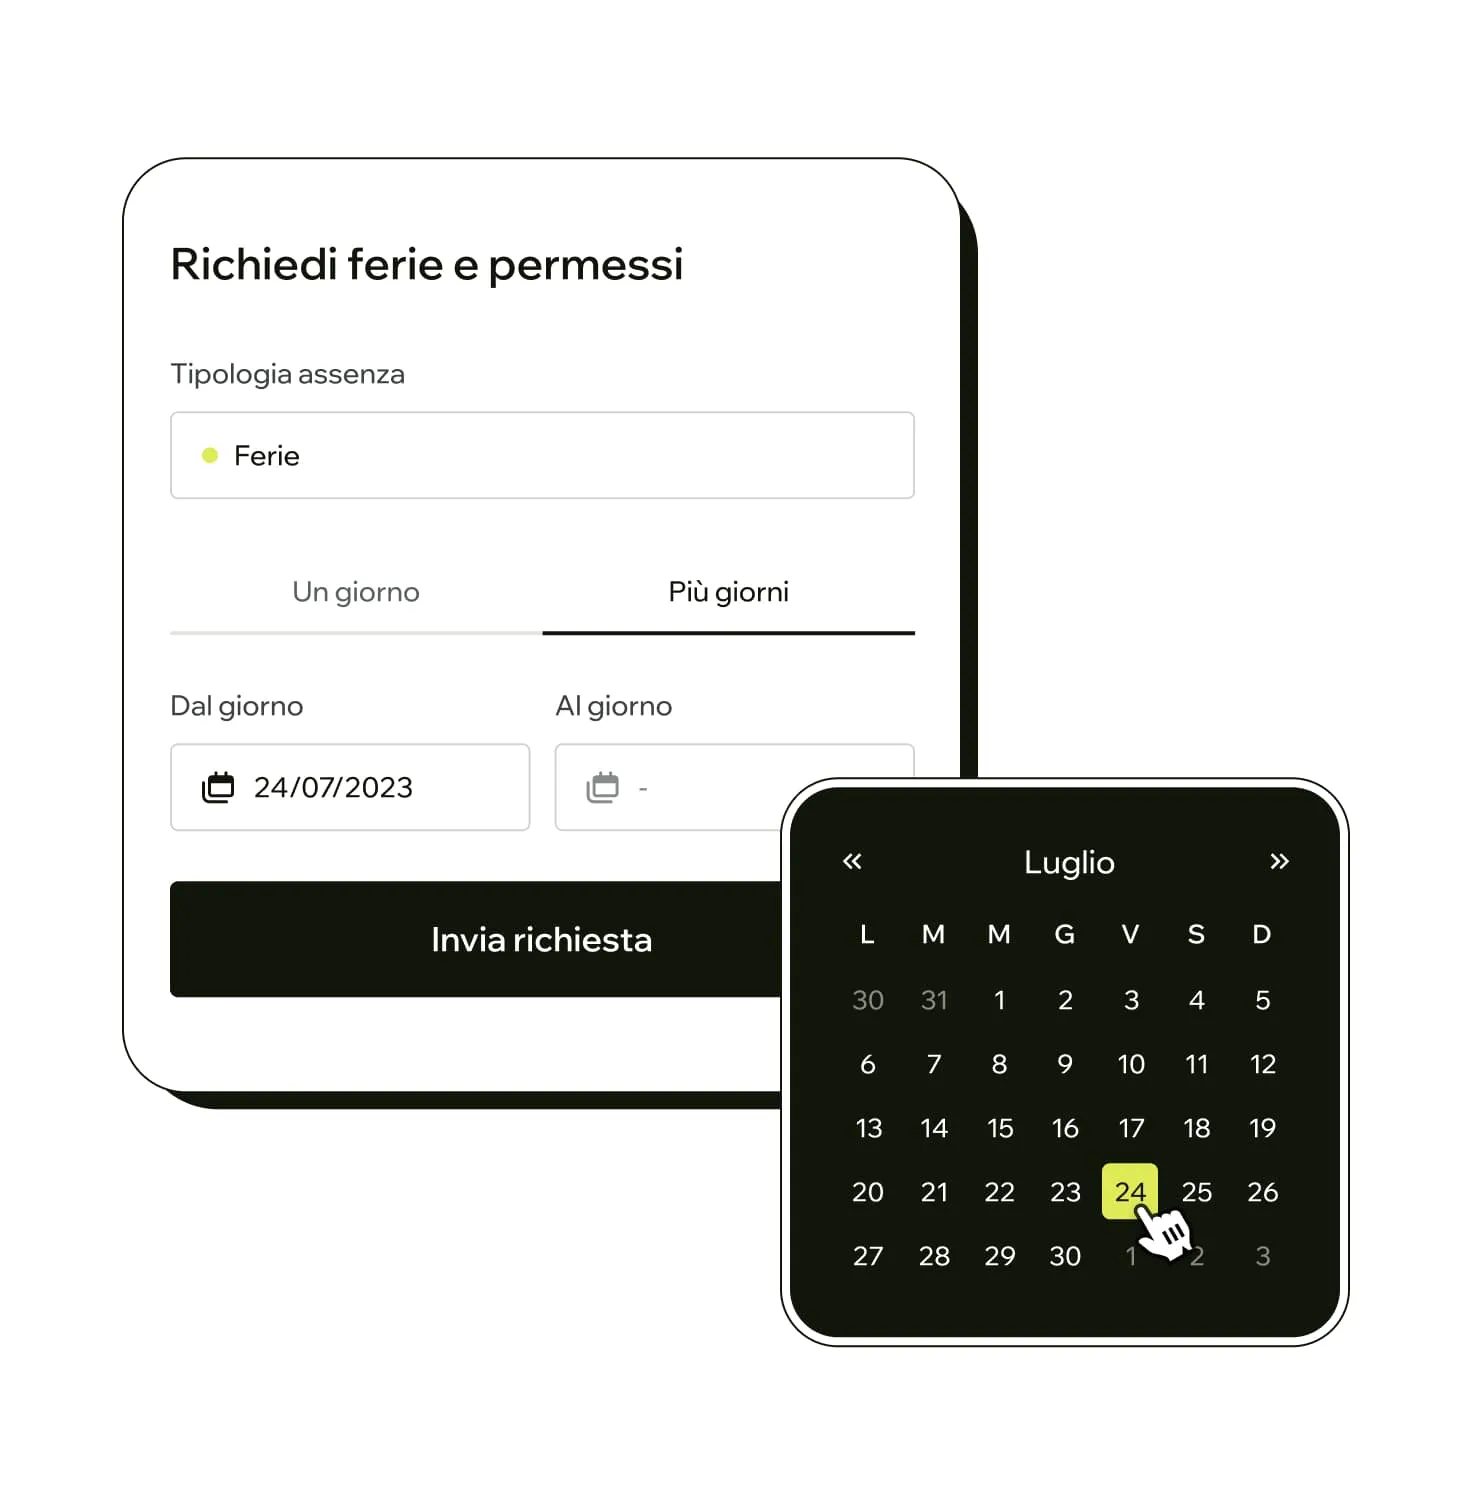 Richiedi ferie e permessi
Tipologia assenza
Ferie
Un giorno Più giorni
Dal giorno Al giorno
24/07/2023 -
Invia richiesta
« Luglio »
L M M G V S D
30 31 1 2 3 4 5
6 7 8 9 10 11 12
13 14 15 16 17 18 19
20 21 22 23 24 25 26
27 28 29 30 1 2 3